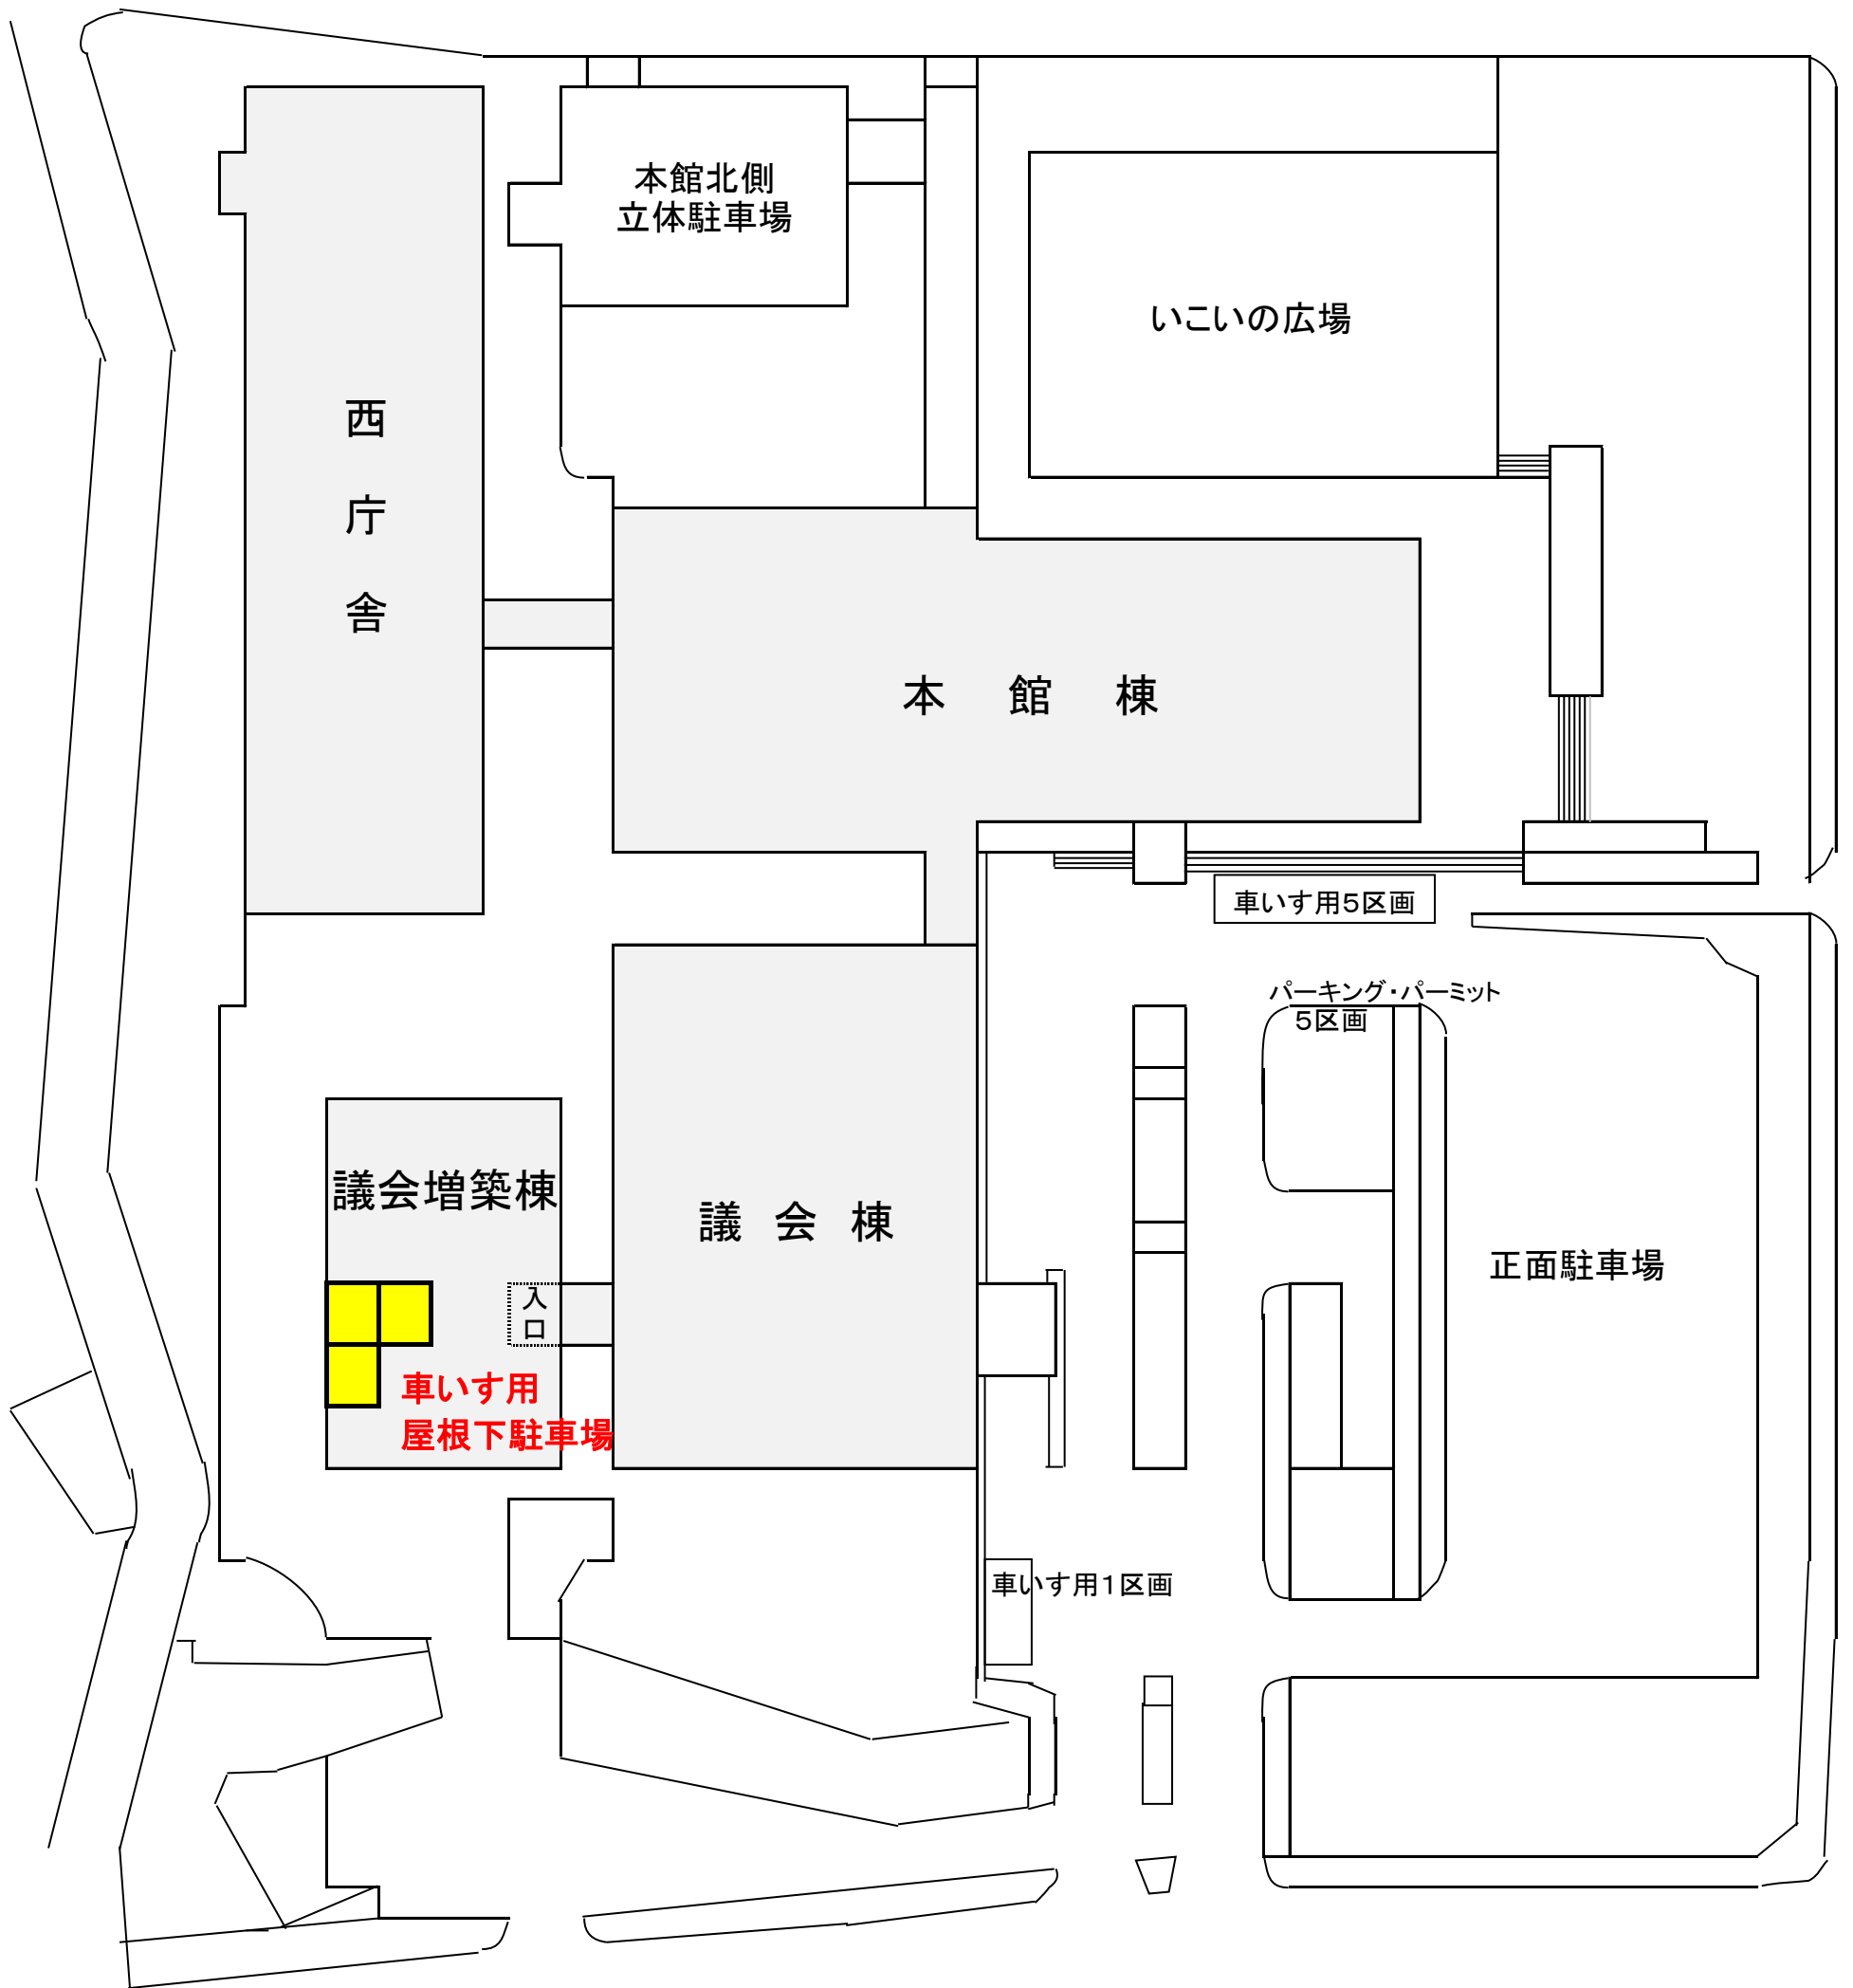 本館北側
立体駐車場
いこいの広場
西庁舎
本館棟
車いす用５区画
パーキング・パーミット
５区画
議会増築棟
議会棟
正面駐車場
入口
車いす用
屋根下駐車場
車いす用１区画